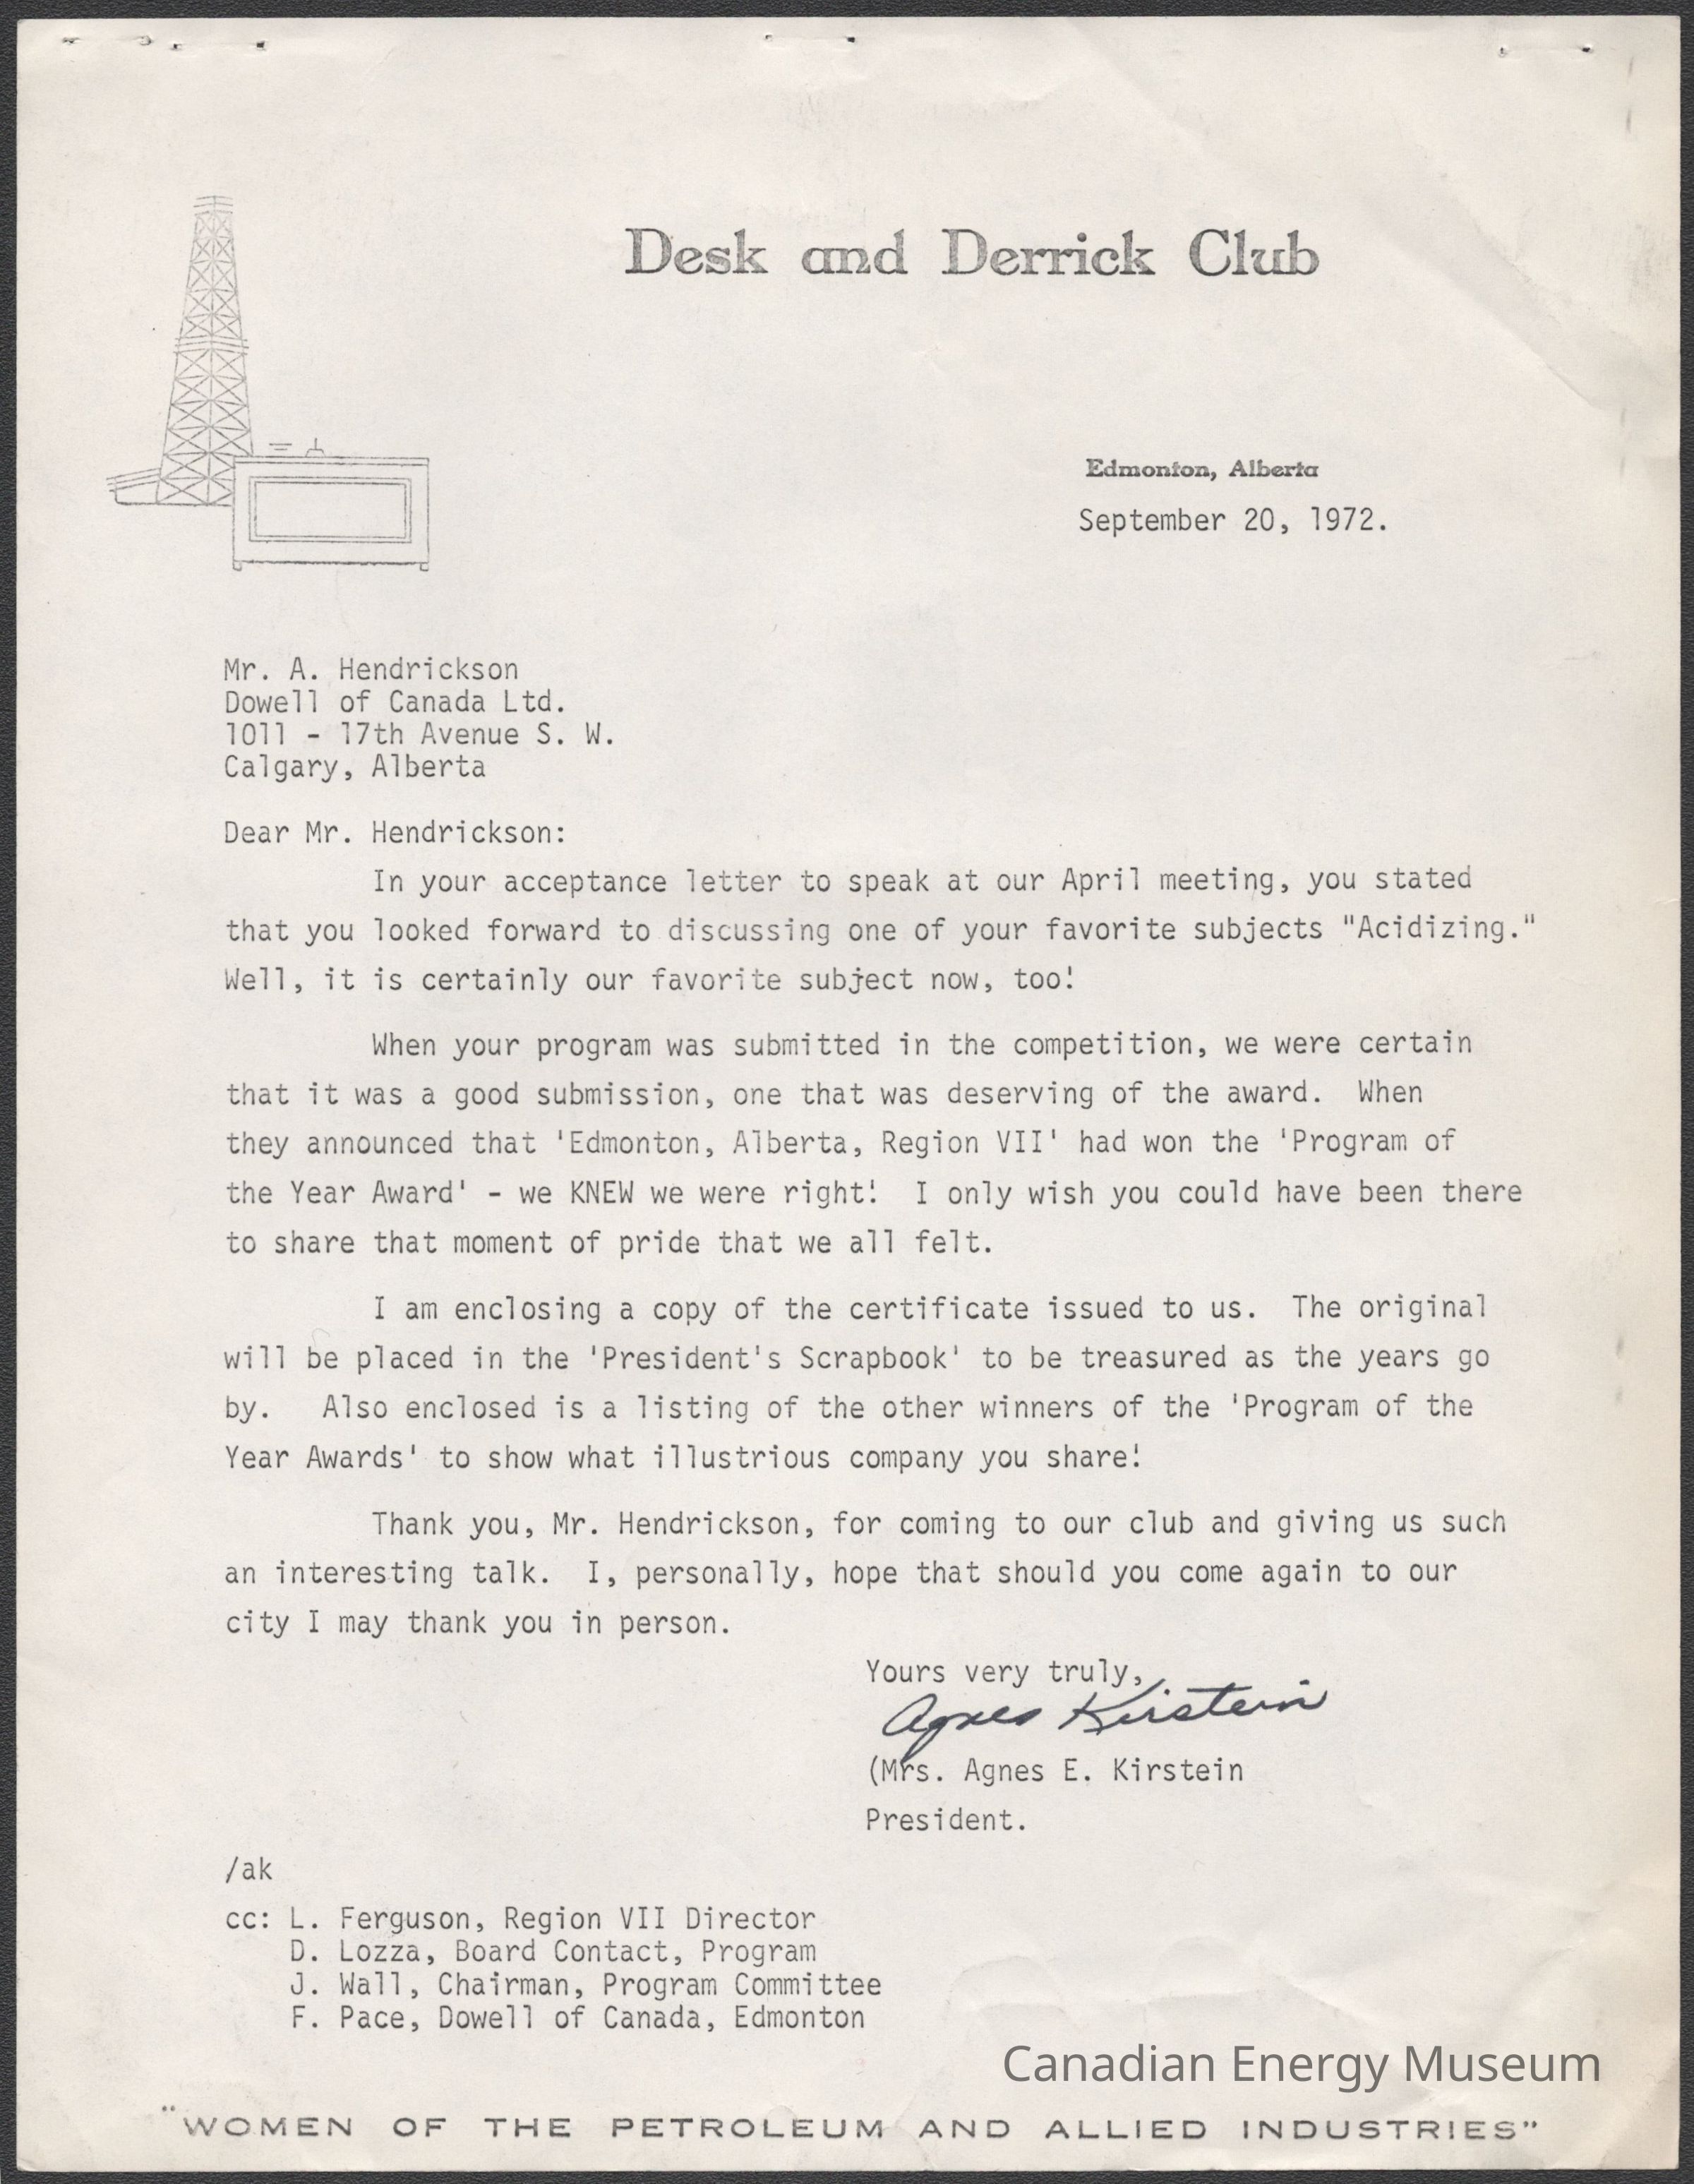 Desk and Derrick Club
Edmonton, Alberta
September 20, 1972.
Mr. A. Hendrickson
Dowell of Canada Ltd.
1011 - 17th Avenue S. W.
Calgary, Alberta
Dear Mr. Hendrickson:
In your acceptance letter to speak at our April meeting, you stated
that you looked forward to discussing one of your favorite subjects "Acidizing."
Well, it is certainly our favorite subject now, too!
When your program was submitted in the competition, we were certain
that it was a good submission, one that was deserving of the award. When
they announced that 'Edmonton, Alberta, Region VII' had won the 'Program of
the Year Award' - we KNEW we were right! I only wish you could have been there
to share that moment of pride that we all felt.
I am enclosing a copy of the certificate issued to us. The original
will be placed in the 'President's Scrapbook' to be treasured as the years go
by. Also enclosed is a listing of the other winners of the 'Program of the
Year Awards' to show what illustrious company you share!
Thank you, Mr. Hendrickson, for coming to our club and giving us such
an interesting talk. I, personally, hope that should you come again to our
city I may thank you in person.
Yours very truly,
Agnes Kirstein
(Mrs. Agnes E. Kirstein
President.
/ak
cc: L. Ferguson, Region VII Director
D. Lozza, Board Contact, Program
J. Wall, Chairman, Program Committee
F. Pace, Dowell of Canada, Edmonton
Canadian Energy Museum
"WOMEN OF THE PETROLEUM AND ALLIED INDUSTRIES"